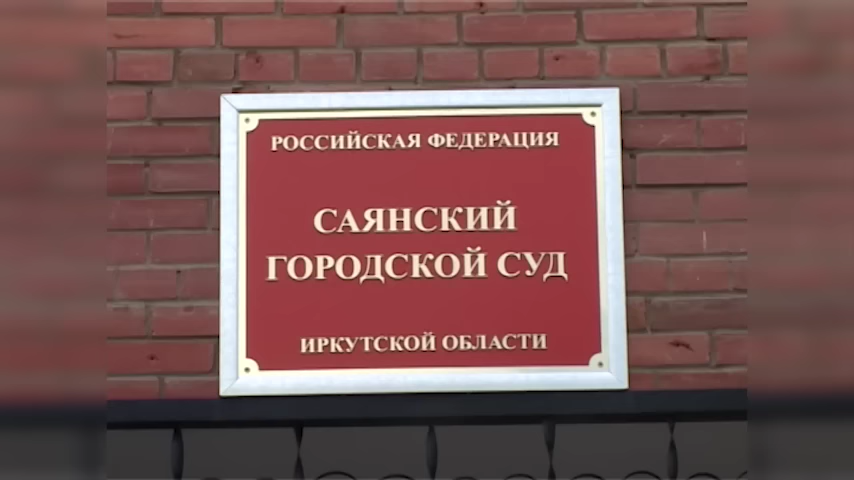 РОССИЙСКАЯ ФЕДЕРАЦИЯ
САЯНСКИЙ
ГОРОДСКОЙ СУД
ИРКУТСКОЙ ОБЛАСТИ